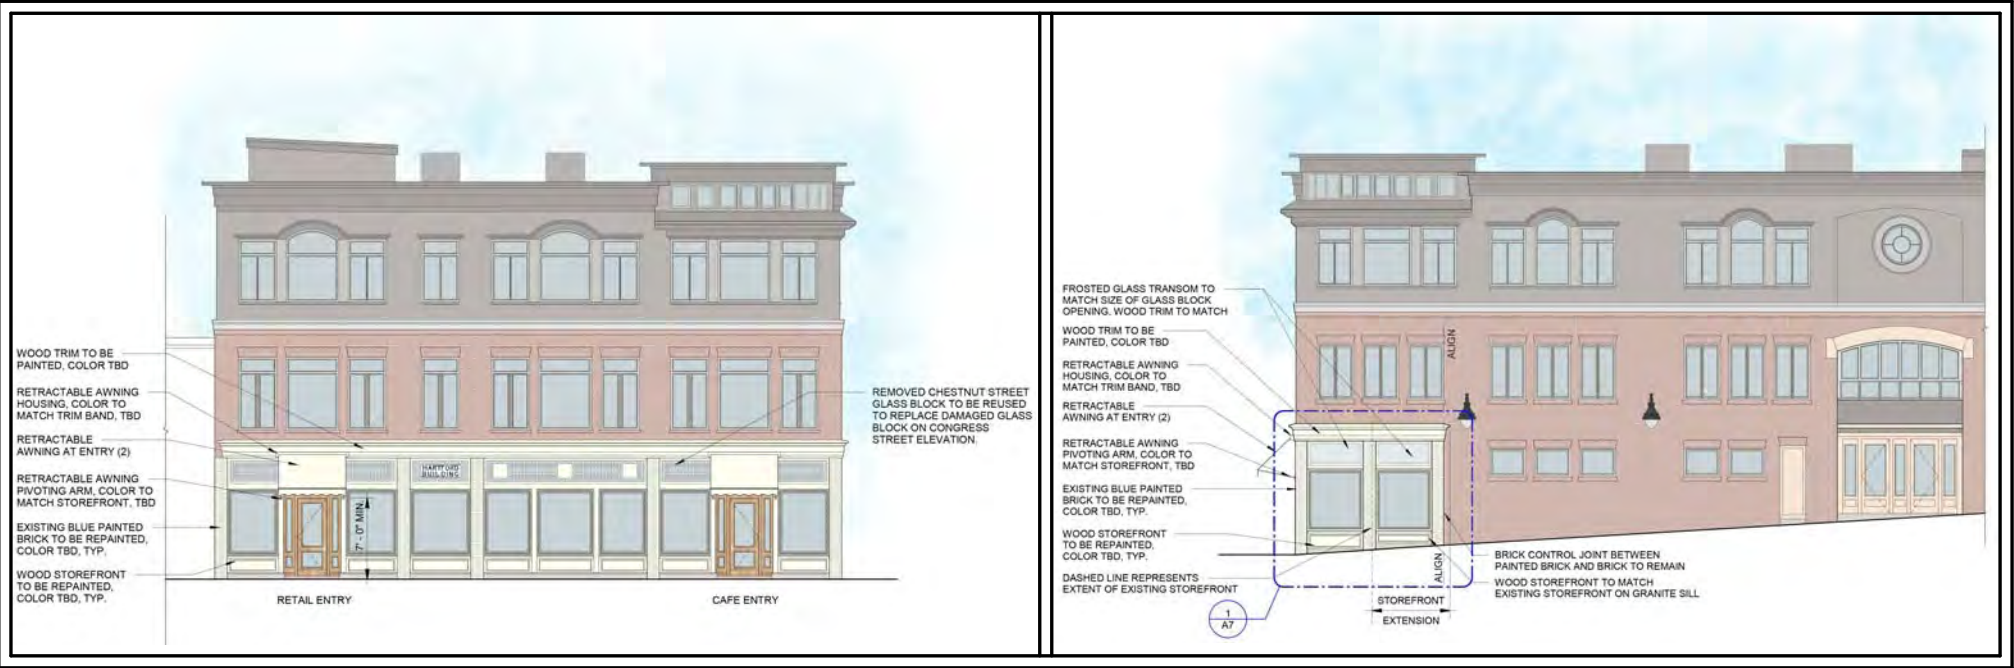 WOOD TRIM TO BE
PAINTED, COLOR TBD
RETRACTABLE AWNING
HOUSING, COLOR TO
MATCH TRIM BAND, TBD
RETRACTABLE
AWNING AT ENTRY (2)
RETRACTABLE AWNING
PIVOTING ARM, COLOR TO
MATCH STOREFRONT, TBD
EXISTING BLUE PAINTED
BRICK TO BE REPAINTED,
COLOR TBD, TYP.
WOOD STOREFRONT
TO BE REPAINTED,
COLOR TBD, TYP.
HARTFORD
BUILDING
7' - 0" MIN.
RETAIL ENTRY
CAFE ENTRY
REMOVED CHESTNUT STREET
GLASS BLOCK TO BE REUSED
TO REPLACE DAMAGED GLASS
BLOCK ON CONGRESS
STREET ELEVATION.
FROSTED GLASS TRANSOM TO
MATCH SIZE OF GLASS BLOCK
OPENING. WOOD TRIM TO MATCH
WOOD TRIM TO BE
PAINTED, COLOR TBD
RETRACTABLE AWNING
HOUSING, COLOR TO
MATCH TRIM BAND, TBD
RETRACTABLE
AWNING AT ENTRY (2)
RETRACTABLE AWNING
PIVOTING ARM, COLOR TO
MATCH STOREFRONT, TBD
EXISTING BLUE PAINTED
BRICK TO BE REPAINTED,
COLOR TBD, TYP.
WOOD STOREFRONT
TO BE REPAINTED,
COLOR TBD, TYP.
DASHED LINE REPRESENTS
EXTENT OF EXISTING STOREFRONT
1
A7
ALIGN
ALIGN
STOREFRONT
EXTENSION
BRICK CONTROL JOINT BETWEEN
PAINTED BRICK AND BRICK TO REMAIN
WOOD STOREFRONT TO MATCH
EXISTING STOREFRONT ON GRANITE SILL